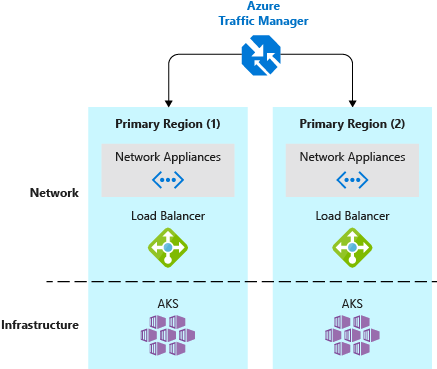 Azure
Traffic Manager
Primary Region (1)
Primary Region (2)
Network Appliances
Network Appliances
Network
Load Balancer
Load Balancer
AKS
AKS
Infrastructure